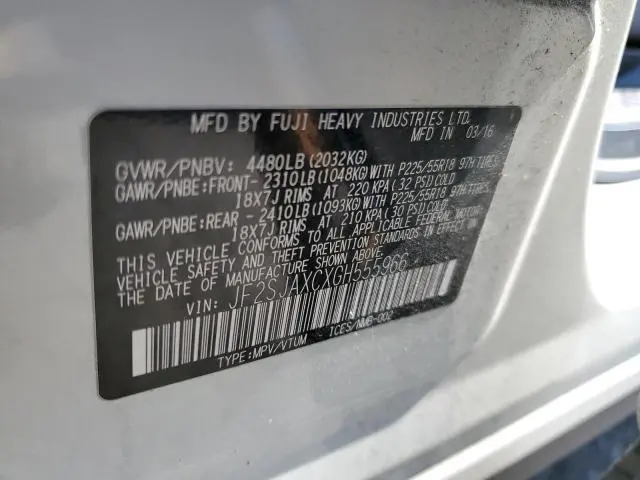 MFD BY FUJI HEAVY INDUSTRIES LTD.
MFD IN 03/16
GVWR/PNBV: 4480LB (2032KG)
GAWR/PNBE:FRONT- 2310LB(1048KG) WITH P225/55R18 97H TIRES,
18X7J RIMS AT 220 KPA(32 PSI)COLD
GAWR/PNBE:REAR -2410LB(1093KG) WITH P225/55R18 97H TIRES,
18X7J RIMS AT 210 KPA(30 PSI)COLD
THIS VEHICLE CONFORMS TO ALL APPLICABLE FEDERAL MOTOR
VEHICLE SAFETY AND THEFT PREVENTION STANDARDS IN EFFECT ON
THE DATE OF MANUFACTURE SHOWN ABOVE.
VIN: JF2SJAXCXGH555966
TYPE:MPV/VTUM ICES/NMB-002